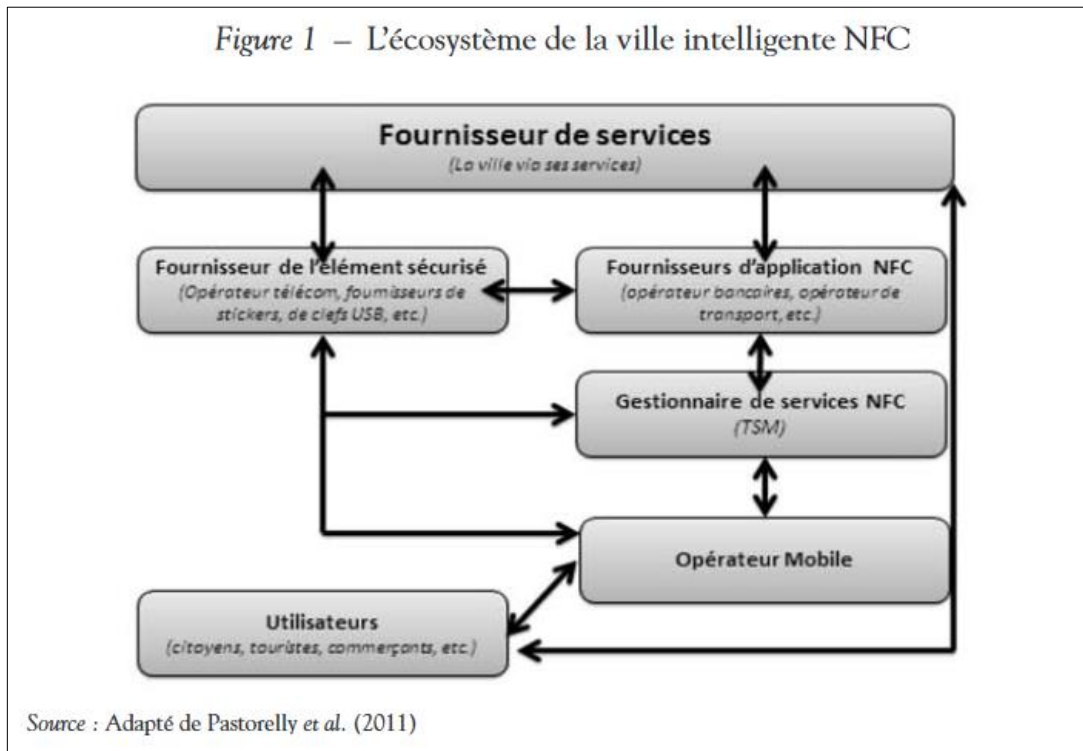 Figure 1 – L'écosystème de la ville intelligente NFC
Fournisseur de services
(La ville via ses services)
Fournisseur de l'élément sécurisé
(Opérateur télécom, fournisseurs de
stickers, de clefs USB, etc.)
Fournisseurs d'application NFC
(opérateur bancaires, opérateur de
transport, etc.)
Gestionnaire de services NFC
(TSM)
Opérateur Mobile
Utilisateurs
(citoyens, touristes, commerçants, etc.)
Source : Adapté de Pastorelly et al. (2011)